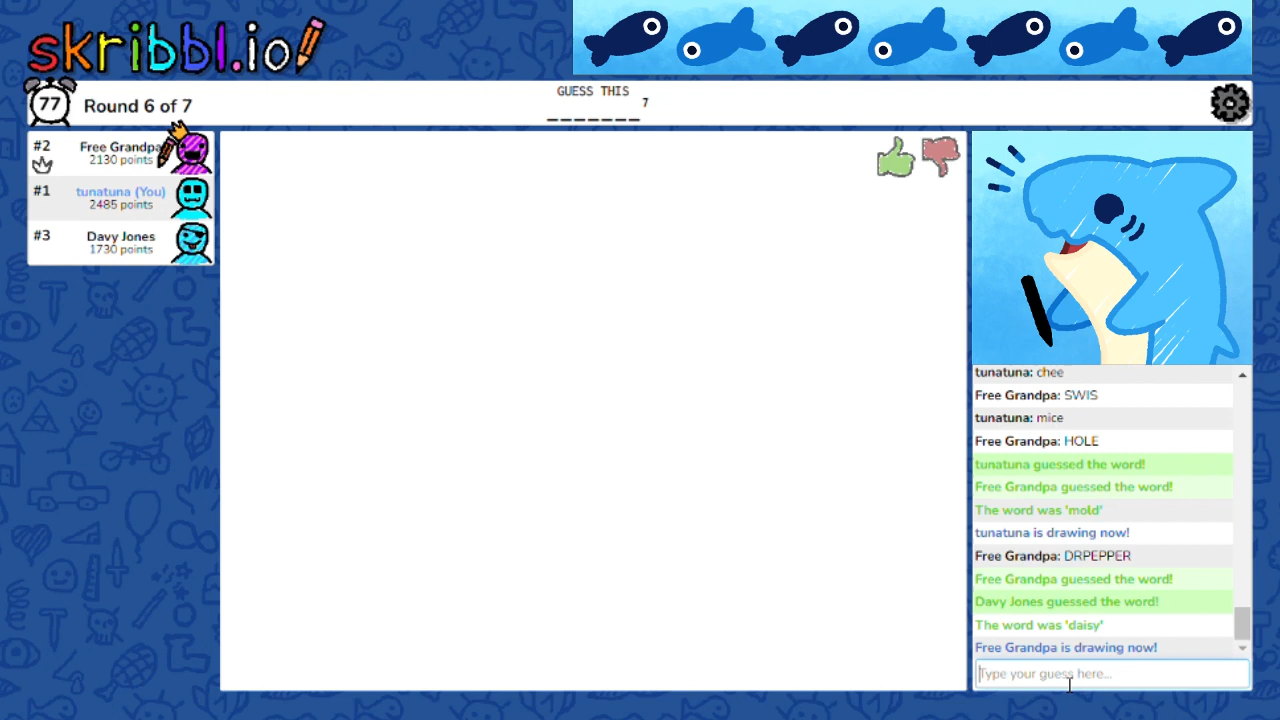 skribbl.io
77
Round 6 of 7
GUESS THIS
7
_______
#2
Free Grandpa
2130 points
#1
tunatuna (You)
2485 points
#3
Davy Jones
1730 points
tunatuna: chee
Free Grandpa: SWIS
tunatuna: mice
Free Grandpa: HOLE
tunatuna guessed the word!
Free Grandpa guessed the word!
The word was 'mold'
tunatuna is drawing now!
Free Grandpa: DRPEPPER
Free Grandpa guessed the word!
Davy Jones guessed the word!
The word was 'daisy'
Free Grandpa is drawing now!
Type your guess here...